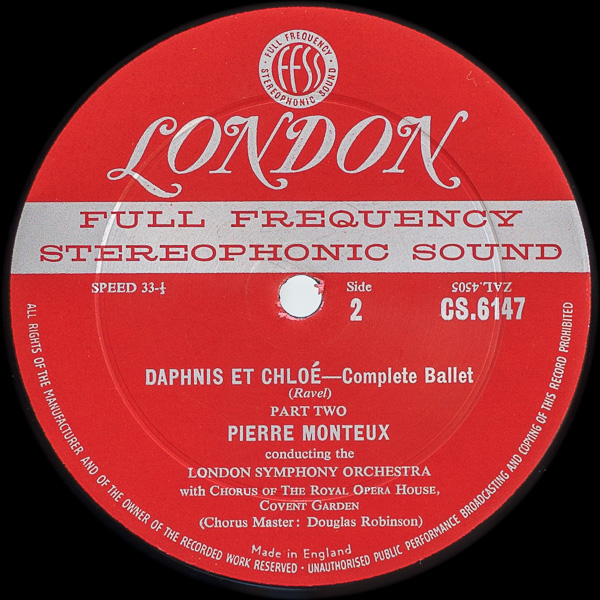 FULL FREQUENCY
FFSS
STEREOPHONIC SOUND
LONDON
FULL FREQUENCY
STEREOPHONIC SOUND
SPEED 33-⅓
Side
2
ZAL.4505
CS.6147
DAPHNIS ET CHLOÉ—Complete Ballet
(Ravel)
PART TWO
PIERRE MONTEUX
conducting the
LONDON SYMPHONY ORCHESTRA
with CHORUS OF THE ROYAL OPERA HOUSE,
COVENT GARDEN
(Chorus Master: Douglas Robinson)
Made in England
ALL RIGHTS OF THE MANUFACTURER AND OF THE OWNER OF THE RECORDED WORK RESERVED · UNAUTHORISED PUBLIC PERFORMANCE BROADCASTING AND COPYING OF THIS RECORD PROHIBITED